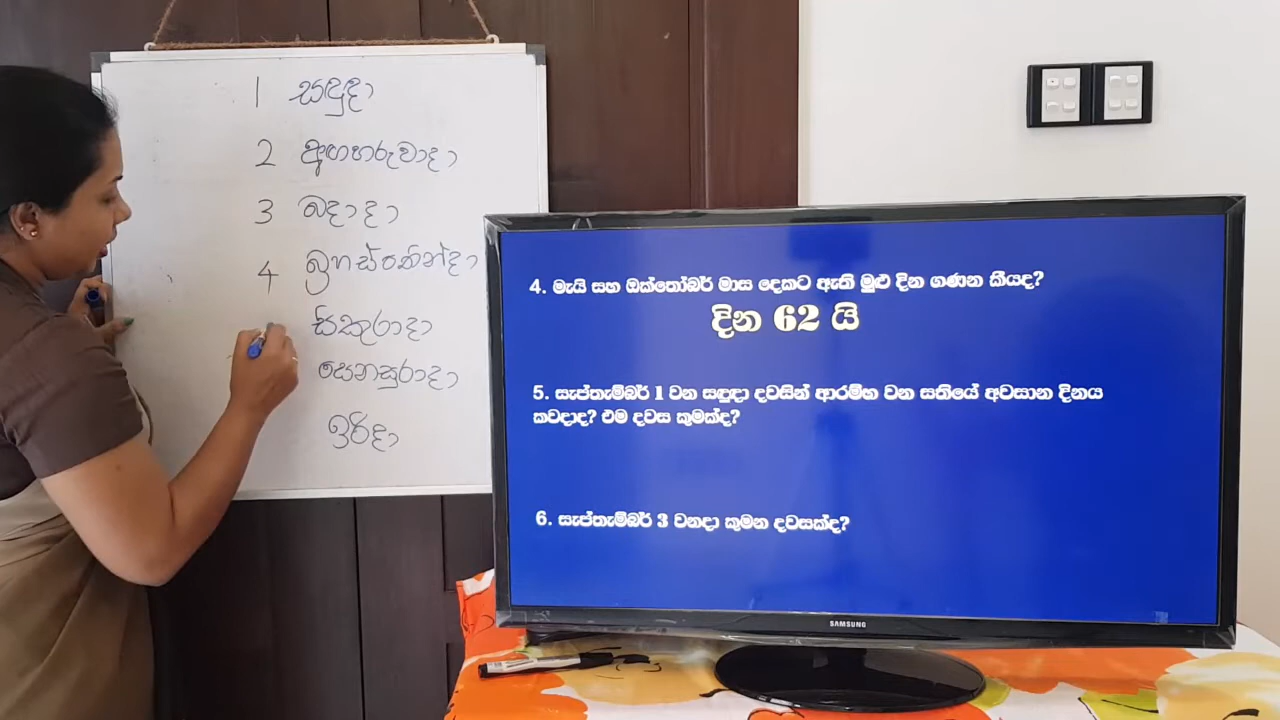 1 සඳුදා
2 අඟහරුවාදා
3 බදාදා
4 බ්‍රහස්පතින්දා
සිකුරාදා
සෙනසුරාදා
ඉරිදා
4. මැයි සහ ඔක්තෝබර් මාස දෙකට ඇති මුළු දින ගණන කීයද?
දින 62 යි
5. සැප්තැම්බර් 1 වන සඳුදා දවසින් ආරම්භ වන සතියේ අවසාන දිනය
කවදාද? එම දවස කුමක්ද?
6. සැප්තැම්බර් 3 වනදා කුමන දවසක්ද?
SAMSUNG